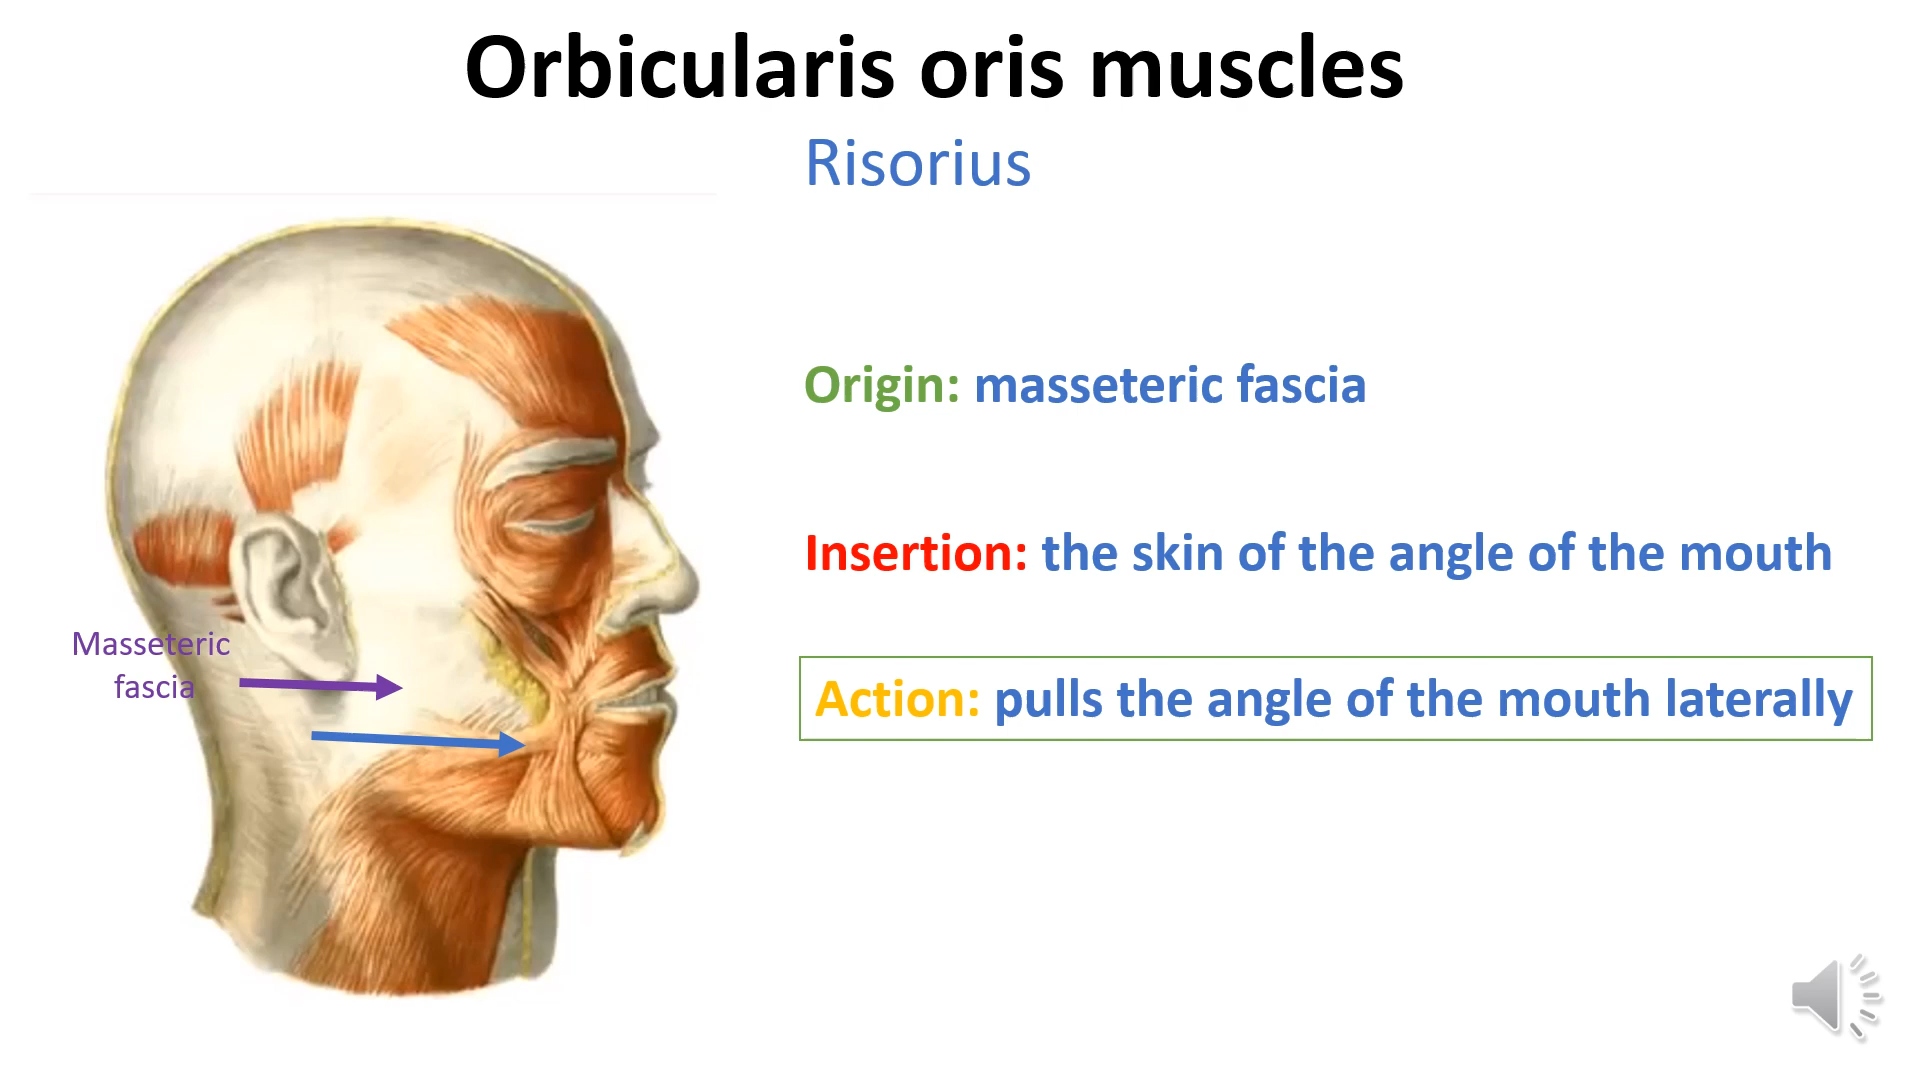 Orbicularis oris muscles
Risorius
Origin: masseteric fascia
Insertion: the skin of the angle of the mouth
Masseteric
fascia
Action: pulls the angle of the mouth laterally